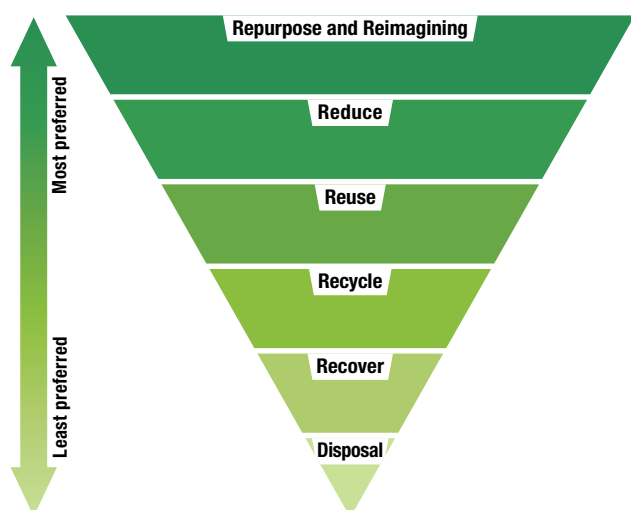 Repurpose and Reimagining
Reduce
Reuse
Recycle
Recover
Disposal
Most preferred
Least preferred